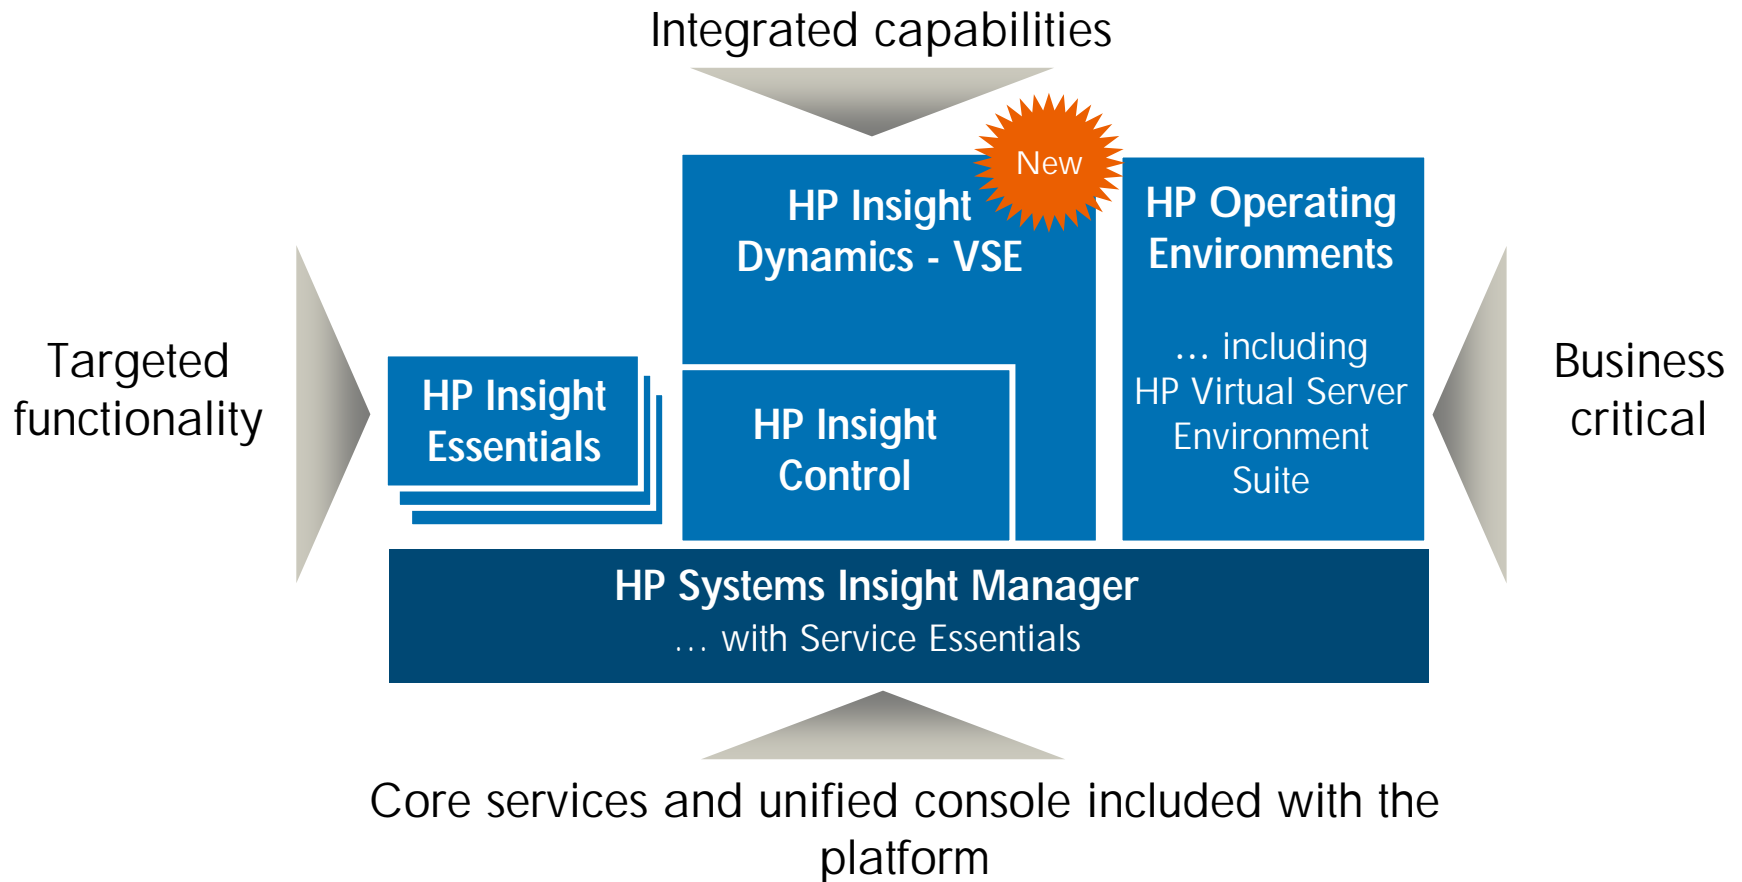 Integrated capabilities
New
HP Insight
Dynamics - VSE
HP Operating
Environments
... including
HP Virtual Server
Environment
Suite
Targeted
functionality
HP Insight
Essentials
HP Insight
Control
Business
critical
HP Systems Insight Manager
... with Service Essentials
Core services and unified console included with the
platform